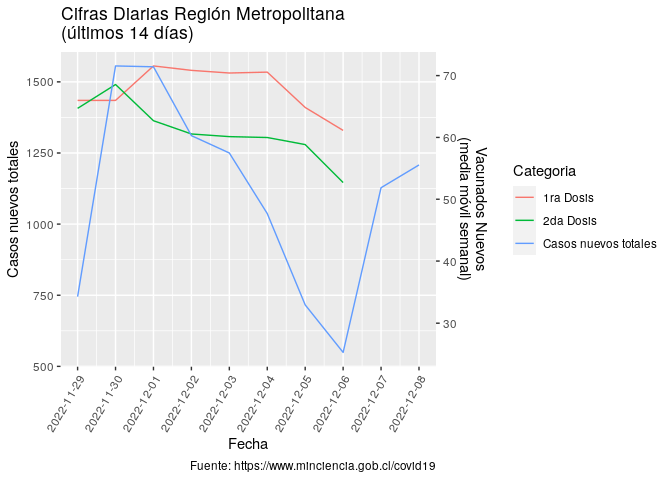 Cifras Diarias Región Metropolitana
(últimos 14 días)
Casos nuevos totales
1500
1250
1000
750
500
70
60
50
40
30
Vacunados Nuevos
(media móvil semanal)
Categoria
1ra Dosis
2da Dosis
Casos nuevos totales
2022-11-29
2022-11-30
2022-12-01
2022-12-02
2022-12-03
2022-12-04
2022-12-05
2022-12-06
2022-12-07
2022-12-08
Fecha
Fuente: https://www.minciencia.gob.cl/covid19